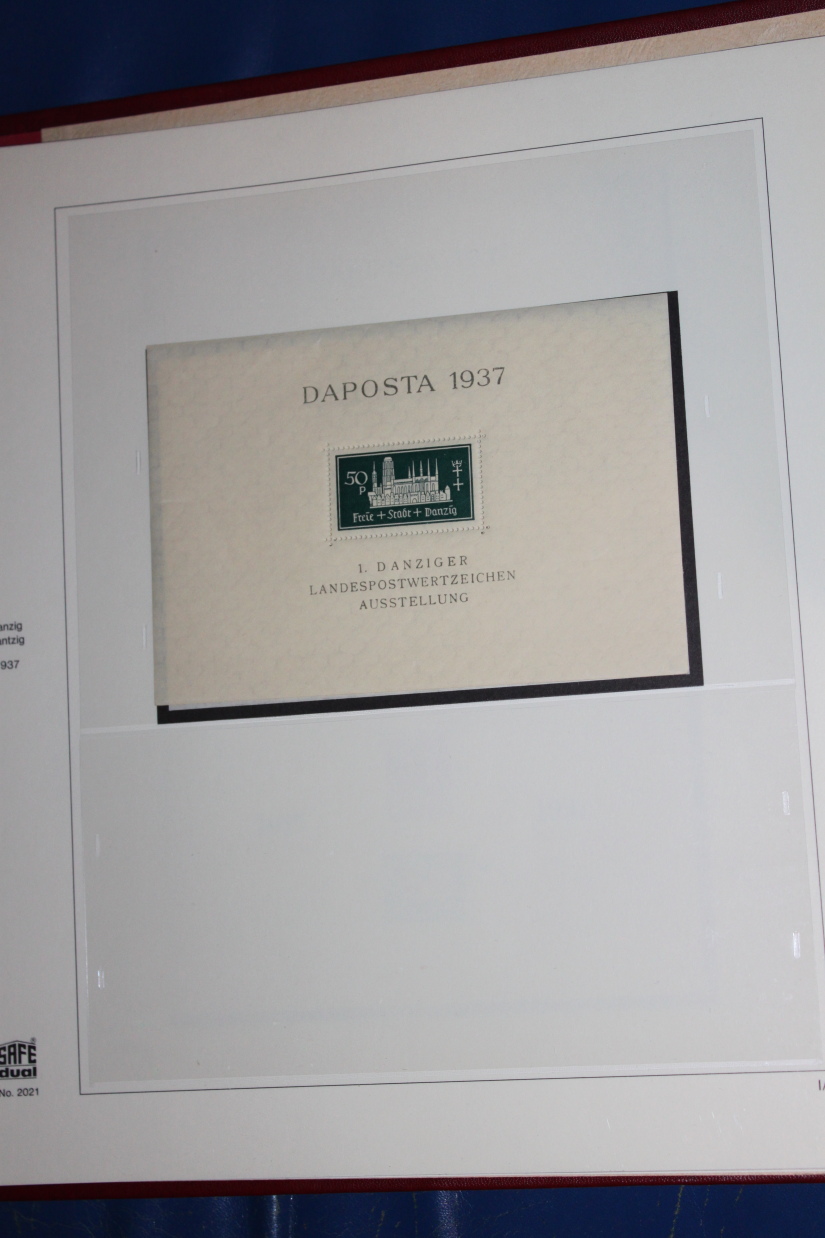 DAPOSTA 1937
50
p
Freie + Stadt + Danzig
1. DANZIGER
LANDESPOSTWERTZEICHEN
AUSSTELLUNG
anzig
antzig
937
SAFE
dual
No. 2021